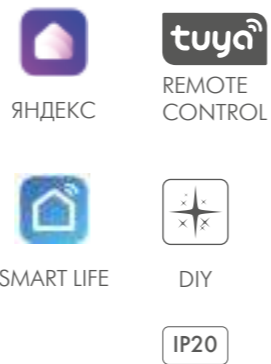 tuya
ЯНДЕКС
REMOTE
CONTROL
SMART LIFE
DIY
IP20